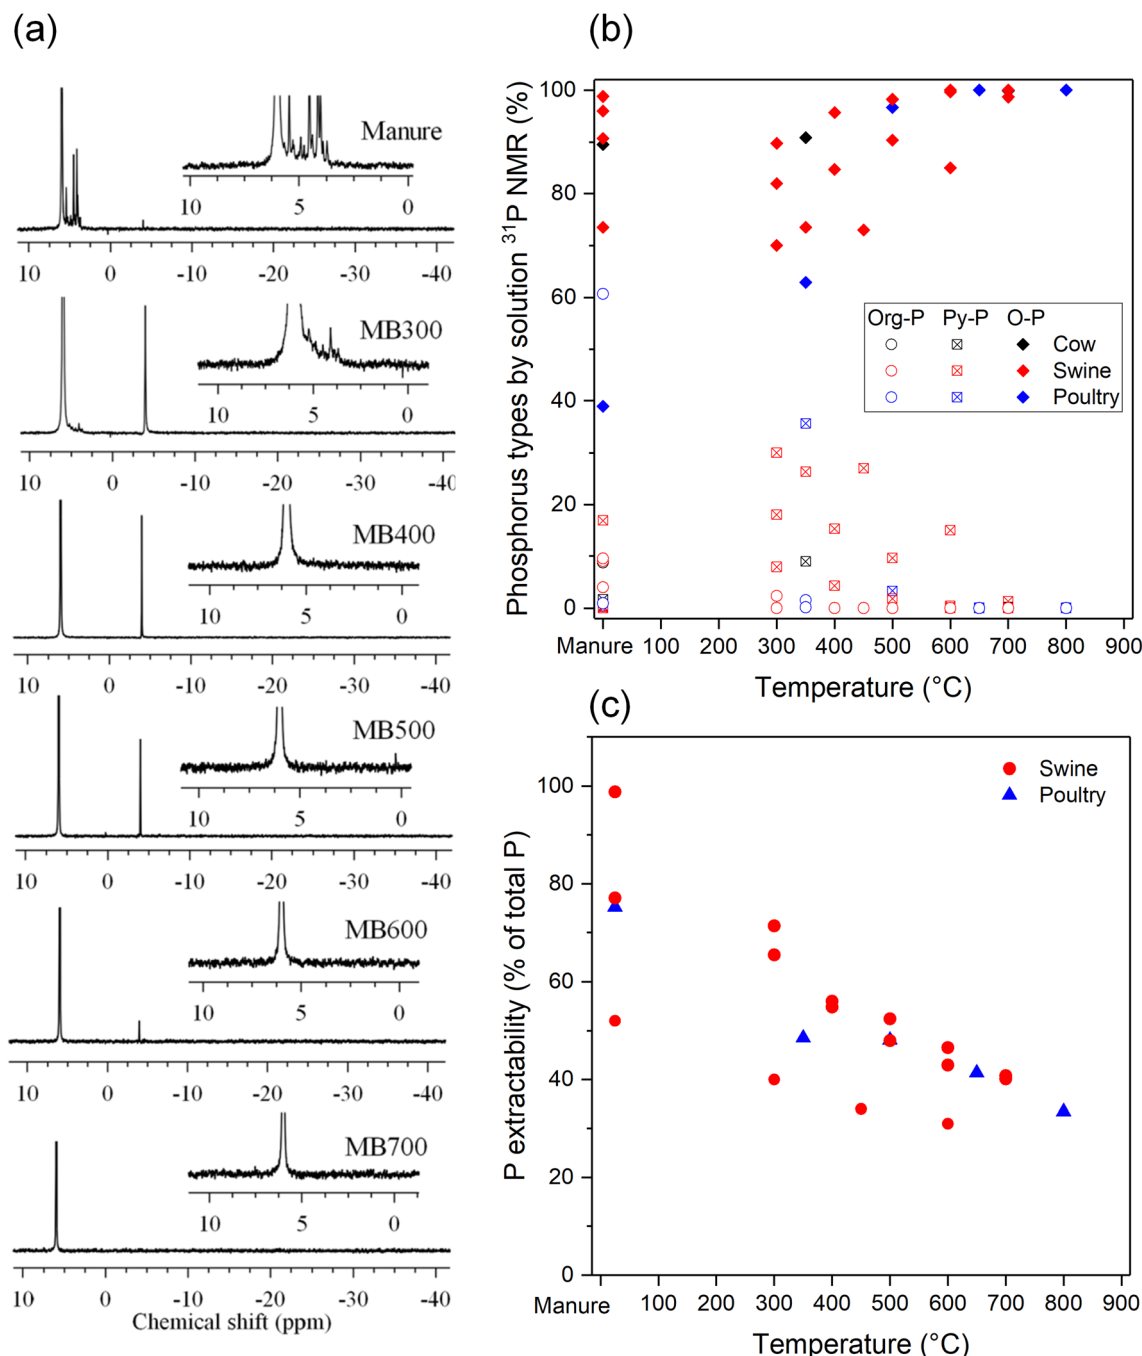 (a)
Manure
10 5 0
10 0 -10 -20 -30 -40
MB300
10 5 0
10 0 -10 -20 -30 -40
MB400
10 5 0
10 0 -10 -20 -30 -40
MB500
10 5 0
10 0 -10 -20 -30 -40
MB600
10 5 0
10 0 -10 -20 -30 -40
MB700
10 5 0
10 0 -10 -20 -30 -40
Chemical shift (ppm)
(b)
Phosphorus types by solution ³¹P NMR (%)
100
80
60
40
20
0
Org-P Py-P O-P
Cow
Swine
Poultry
Manure 100 200 300 400 500 600 700 800 900
Temperature (°C)
(c)
P extractability (% of total P)
100
80
60
40
20
0
Swine
Poultry
Manure 100 200 300 400 500 600 700 800 900
Temperature (°C)